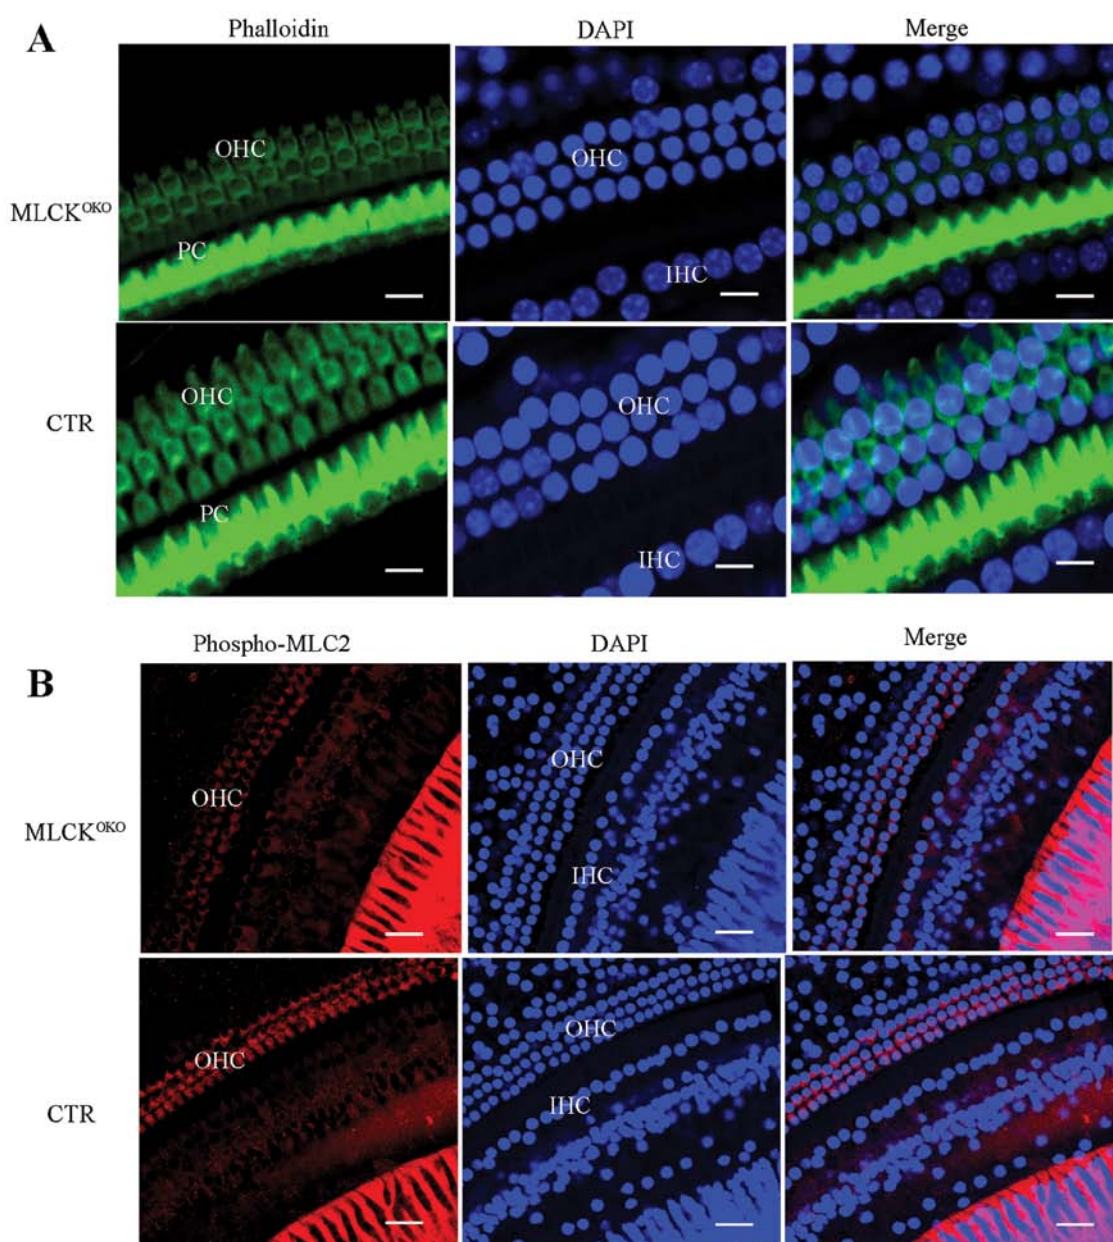 A
Phalloidin DAPI Merge
MLCK^OKO
OHC
PC
OHC
IHC
CTR
OHC
PC
OHC
IHC
B
Phospho-MLC2 DAPI Merge
MLCK^OKO
OHC
OHC
IHC
CTR
OHC
OHC
IHC